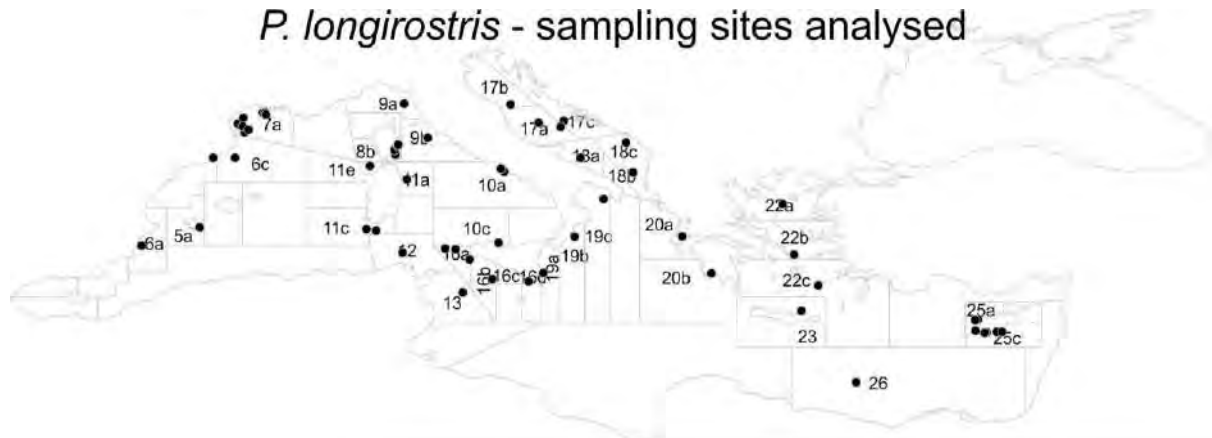 P. longirostris - sampling sites analysed
17b
9a
7a
17a
17c
9b
8b
18c
18a
6c
11e
18b
11a
10a
22a
5a
11c
10c
19c
20a
22b
6a
12
16a
19b
19a
16b
16c
16d
20b
22c
13
25a
23
25c
26